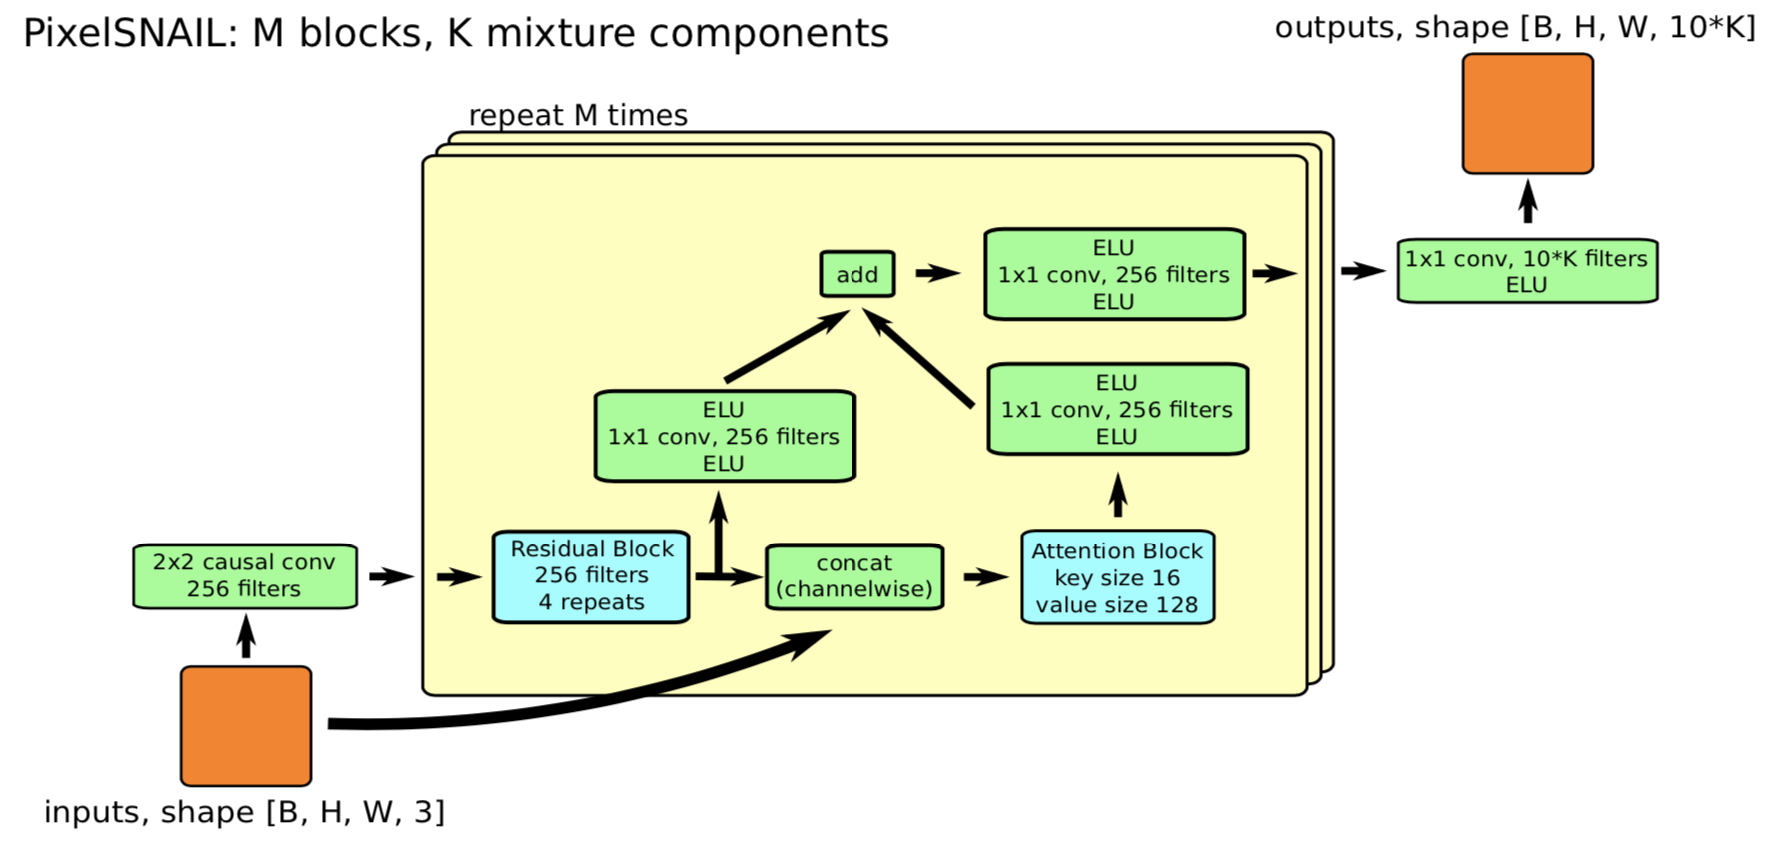 PixelSNAIL: M blocks, K mixture components
outputs, shape [B, H, W, 10*K]
repeat M times
add
ELU
1x1 conv, 256 filters
ELU
1x1 conv, 10*K filters
ELU
ELU
1x1 conv, 256 filters
ELU
ELU
1x1 conv, 256 filters
ELU
2x2 causal conv
256 filters
Residual Block
256 filters
4 repeats
concat
(channelwise)
Attention Block
key size 16
value size 128
inputs, shape [B, H, W, 3]